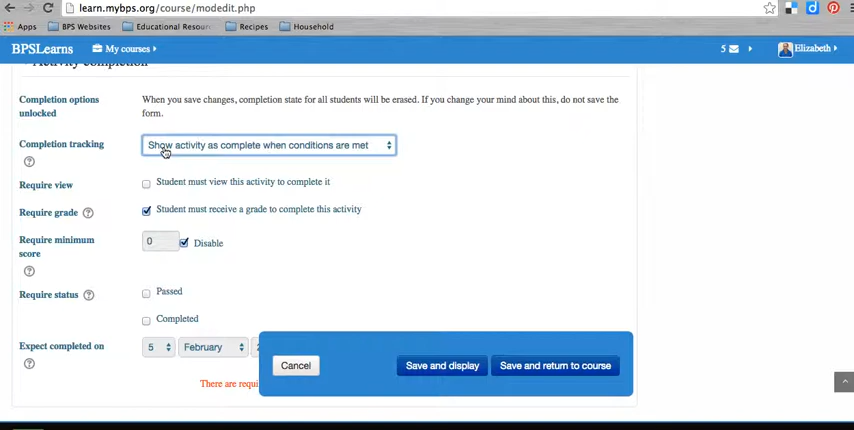 learn.mybps.org/course/modedit.php
Apps BPS Websites Educational Resour Recipes Household
BPSLearns My courses 5 Elizabeth
Activity completion
Completion options unlocked
When you save changes, completion state for all students will be erased. If you change your mind about this, do not save the form.
Completion tracking Show activity as complete when conditions are met
Require view Student must view this activity to complete it
Require grade Student must receive a grade to complete this activity
Require minimum score 0 Disable
Require status Passed
Completed
Expect completed on 5 February 2
Cancel Save and display Save and return to course
There are requi